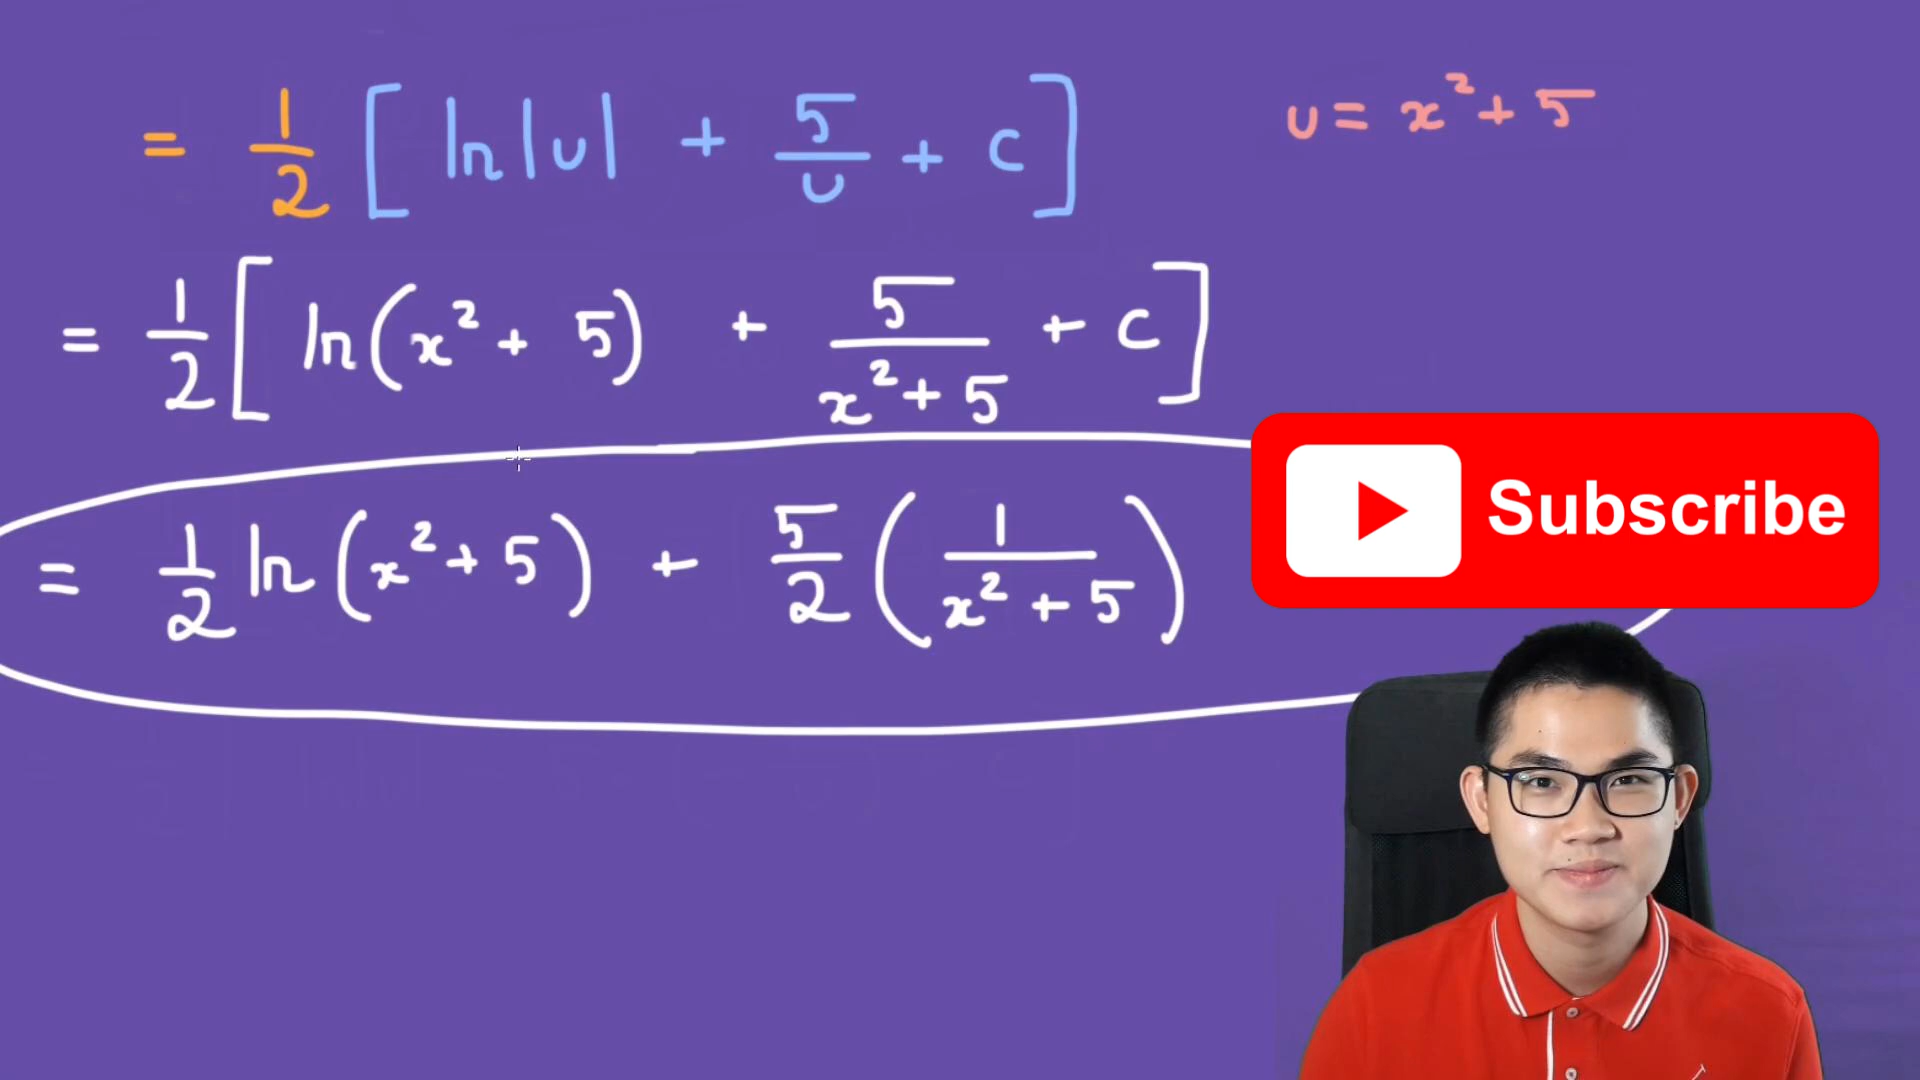 = 1/2 [ ln|u| + 5/u + c ]
u = x² + 5
= 1/2 [ ln(x² + 5) + 5/(x² + 5) + c ]
= 1/2 ln(x² + 5) + 5/2 ( 1/(x² + 5) )
Subscribe